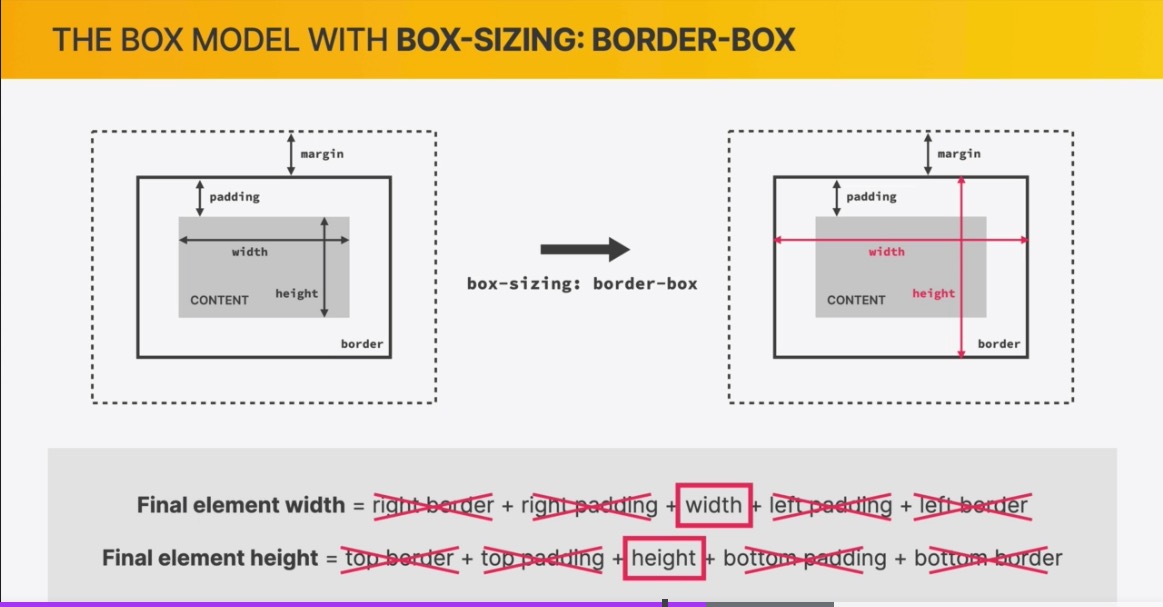 THE BOX MODEL WITH BOX-SIZING: BORDER-BOX
margin
padding
width
height
CONTENT
border
box-sizing: border-box
margin
padding
width
height
CONTENT
border
Final element width = right border + right padding + width + left padding + left border
Final element height = top border + top padding + height + bottom padding + bottom border